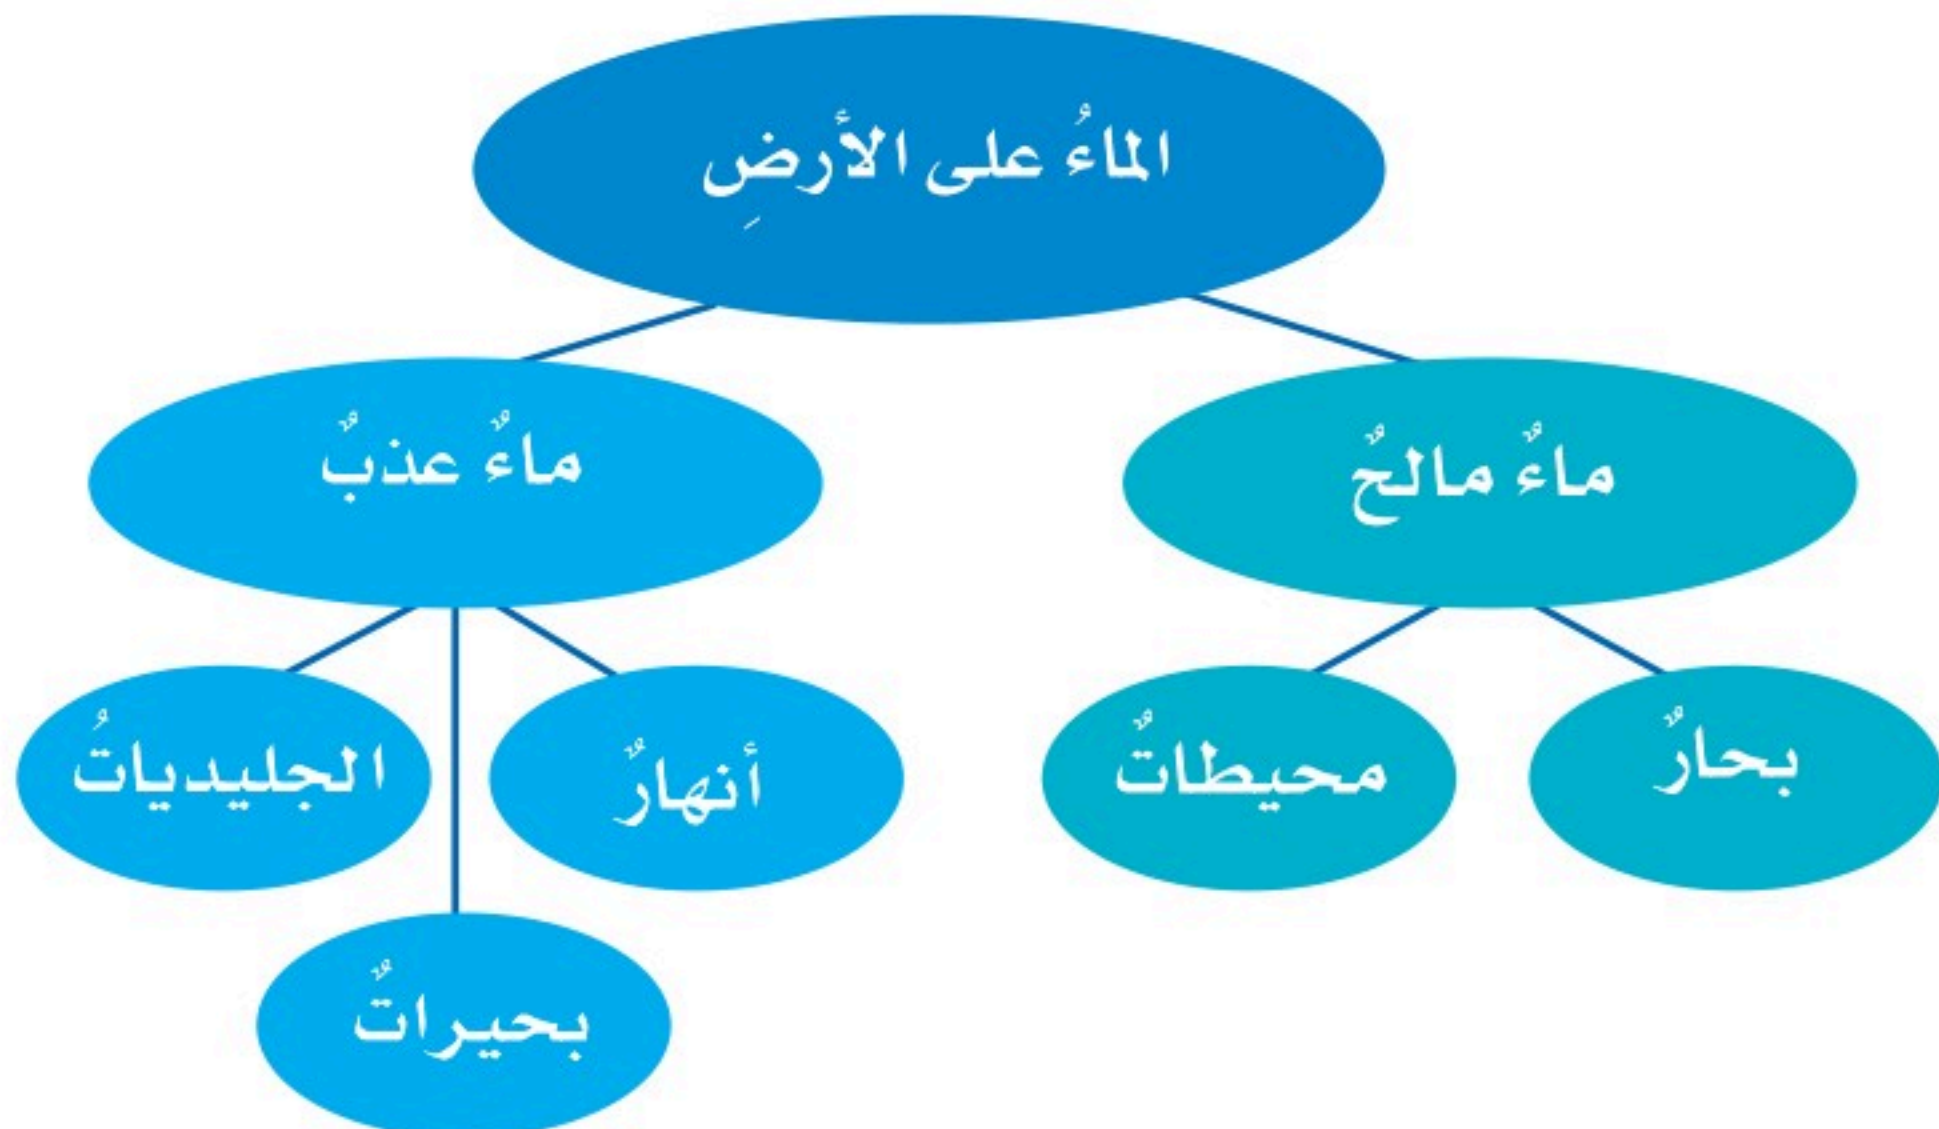 الماءُ على الأرضِ
ماءٌ مالحٌ
ماءٌ عذبٌ
بحارٌ
محيطاتٌ
أنهارٌ
الجليدياتُ
بحيراتٌ